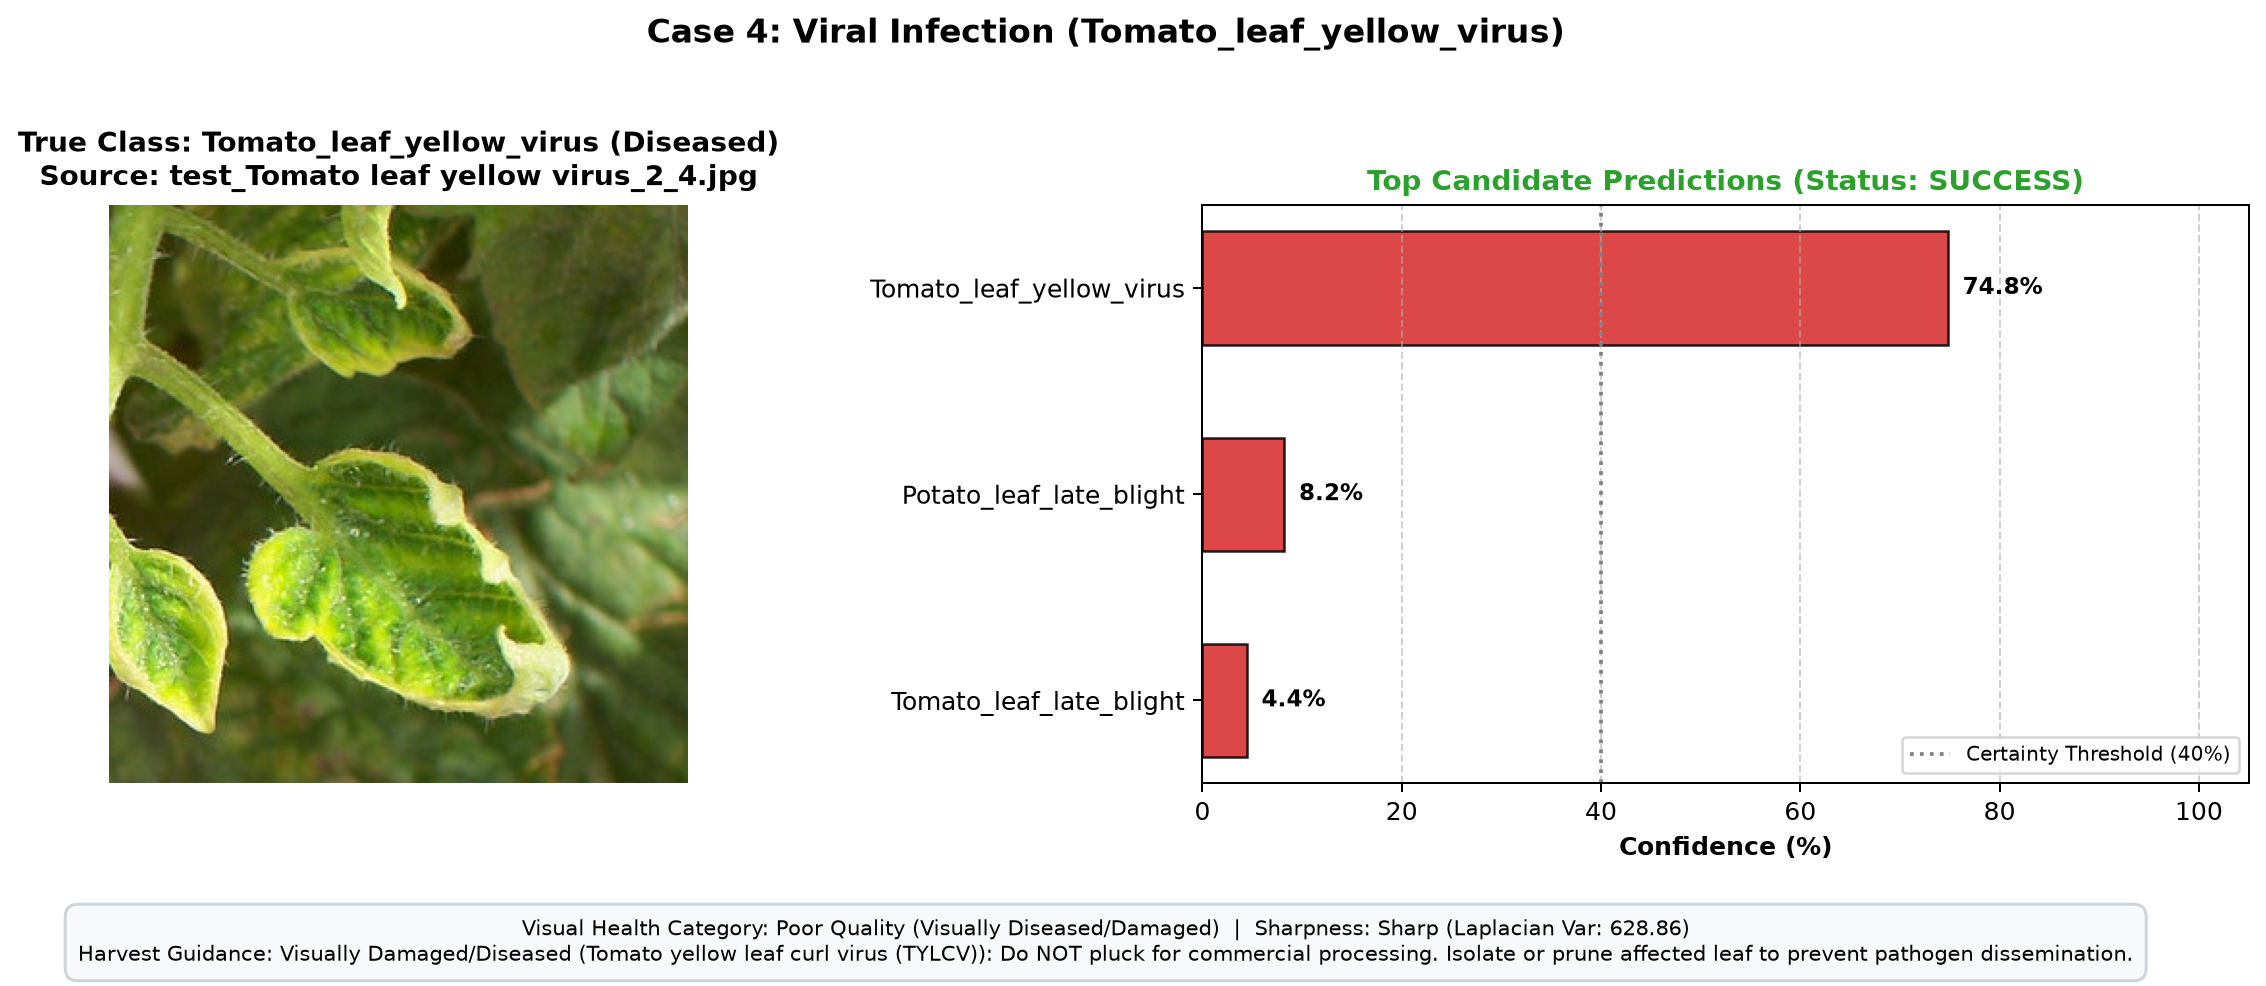 Case 4: Viral Infection (Tomato_leaf_yellow_virus)
True Class: Tomato_leaf_yellow_virus (Diseased)
Source: test_Tomato leaf yellow virus_2_4.jpg
Top Candidate Predictions (Status: SUCCESS)
Tomato_leaf_yellow_virus
74.8%
Potato_leaf_late_blight
8.2%
Tomato_leaf_late_blight
4.4%
Certainty Threshold (40%)
0 20 40 60 80 100
Confidence (%)
Visual Health Category: Poor Quality (Visually Diseased/Damaged) | Sharpness: Sharp (Laplacian Var: 628.86)
Harvest Guidance: Visually Damaged/Diseased (Tomato yellow leaf curl virus (TYLCV)): Do NOT pluck for commercial processing. Isolate or prune affected leaf to prevent pathogen dissemination.